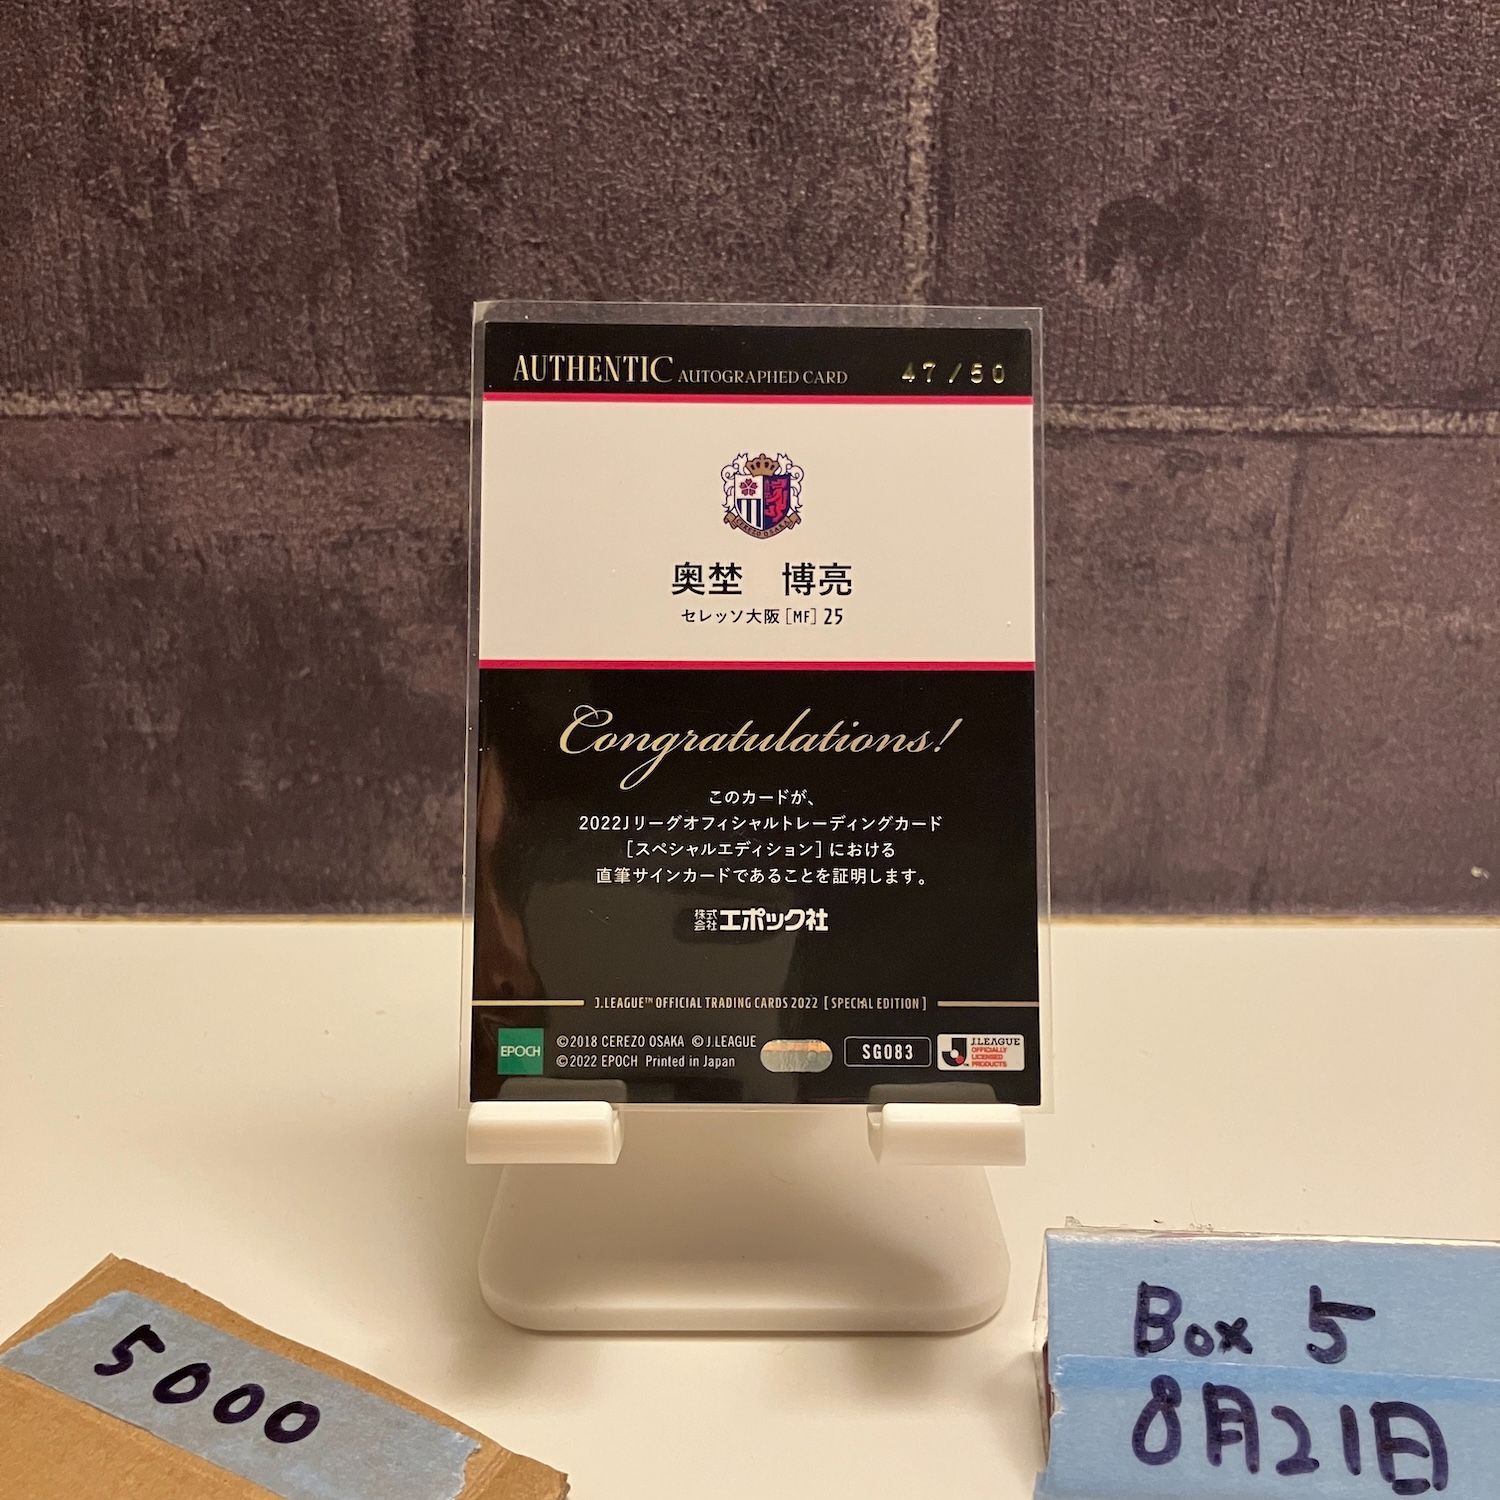 AUTHENTIC AUTOGRAPHED CARD 47/50
CEREZO OSAKA
奥埜 博亮
セレッソ大阪 [MF] 25
Congratulations!
このカードが、
2022Jリーグオフィシャルトレーディングカード
[スペシャルエディション] における
直筆サインカードであることを証明します。
株式会社エポック社
J.LEAGUE™ OFFICIAL TRADING CARDS 2022 [SPECIAL EDITION]
EPOCH
©2018 CEREZO OSAKA ©J.LEAGUE
©2022 EPOCH Printed in Japan
SG083
J.LEAGUE
OFFICIALLY
LICENSED
PRODUCTS
5000
Box 5
8月21日